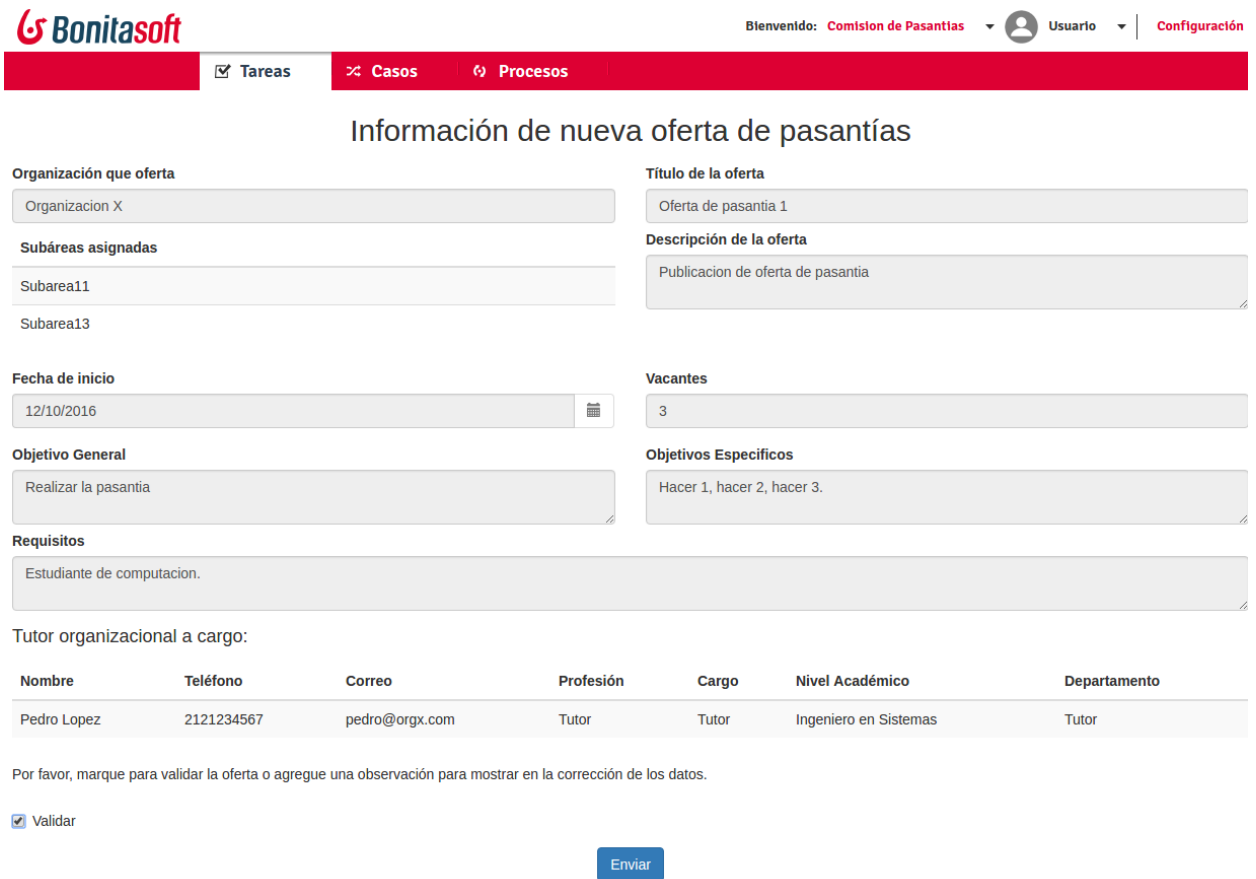 Bonitasoft
Bienvenido: Comision de Pasantias Usuario Configuración
Tareas Casos Procesos
Información de nueva oferta de pasantías
Organización que oferta Título de la oferta
Organizacion X Oferta de pasantia 1
Subáreas asignadas Descripción de la oferta
Subarea11 Publicacion de oferta de pasantia
Subarea13
Fecha de inicio Vacantes
12/10/2016 3
Objetivo General Objetivos Especificos
Realizar la pasantia Hacer 1, hacer 2, hacer 3.
Requisitos
Estudiante de computacion.
Tutor organizacional a cargo:
Nombre Teléfono Correo Profesión Cargo Nivel Académico Departamento
Pedro Lopez 2121234567 pedro@orgx.com Tutor Tutor Ingeniero en Sistemas Tutor
Por favor, marque para validar la oferta o agregue una observación para mostrar en la corrección de los datos.
Validar
Enviar